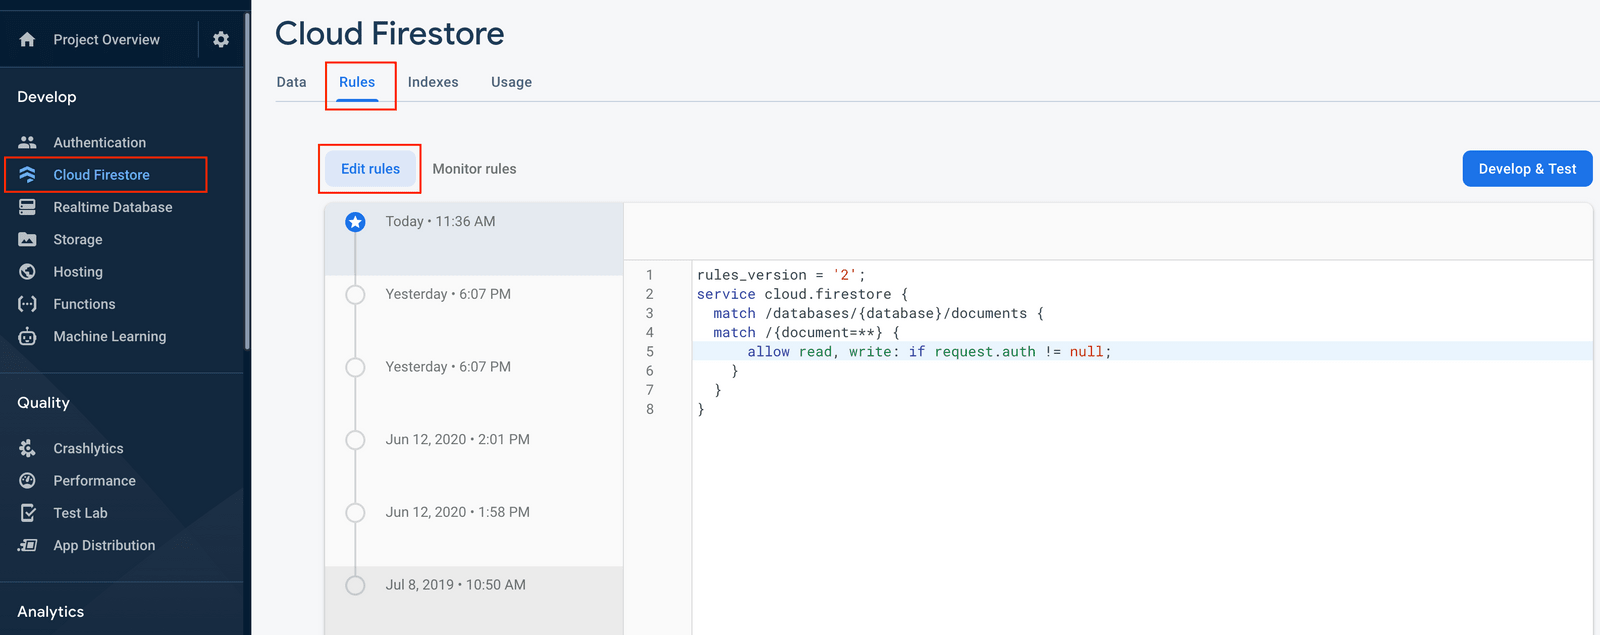 Project Overview
Develop
Authentication
Cloud Firestore
Realtime Database
Storage
Hosting
Functions
Machine Learning
Quality
Crashlytics
Performance
Test Lab
App Distribution
Analytics
Cloud Firestore
Data Rules Indexes Usage
Edit rules Monitor rules
Develop & Test
Today • 11:36 AM
Yesterday • 6:07 PM
Yesterday • 6:07 PM
Jun 12, 2020 • 2:01 PM
Jun 12, 2020 • 1:58 PM
Jul 8, 2019 • 10:50 AM
1 rules_version = '2';
2 service cloud.firestore {
3   match /databases/{database}/documents {
4   match /{document=**} {
5       allow read, write: if request.auth != null;
6     }
7   }
8 }